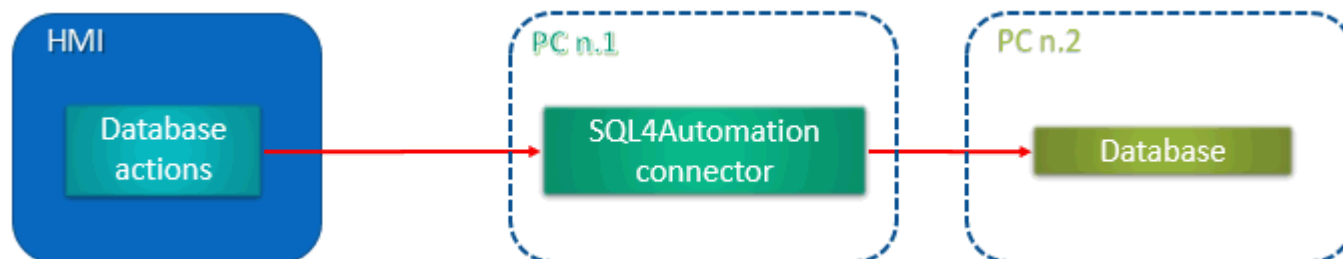 HMI
Database
actions
PC n.1
SQL4Automation
connector
PC n.2
Database